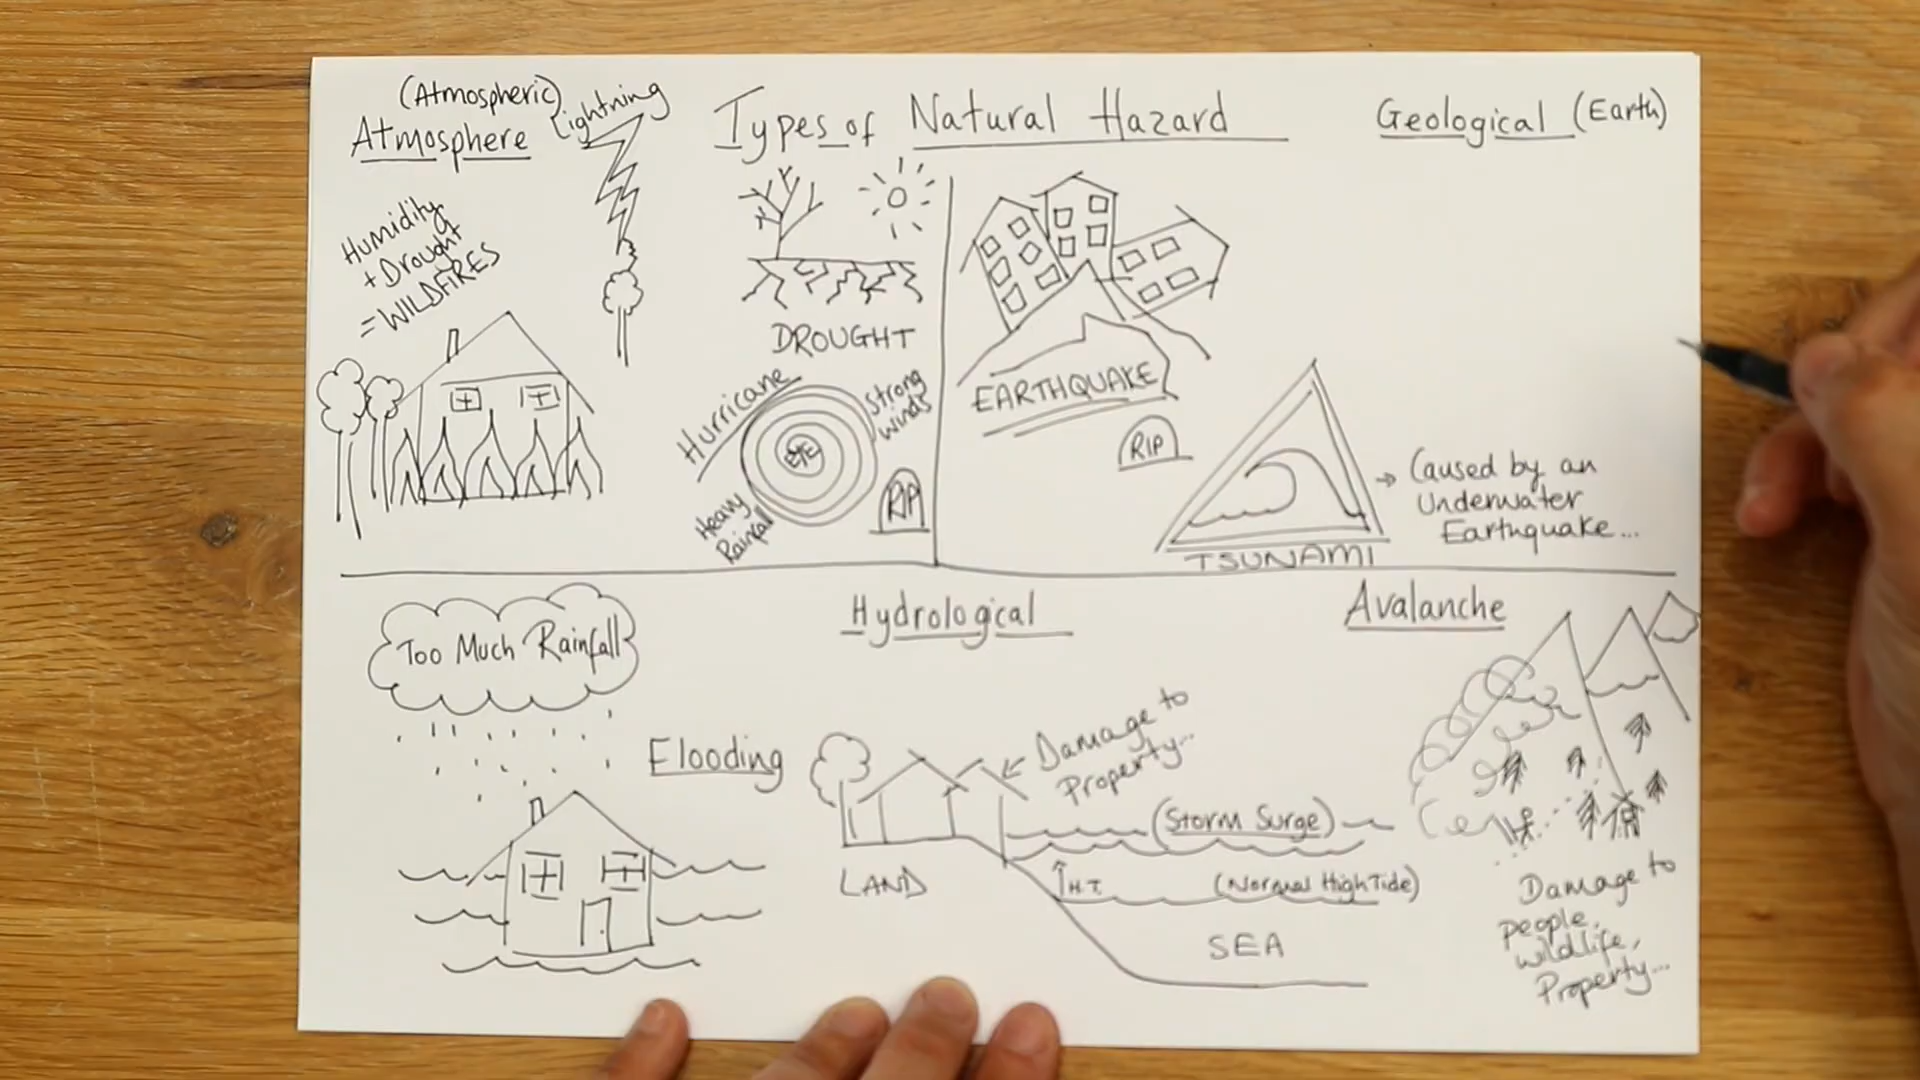 Types of Natural Hazard
(Atmospheric)
Atmosphere
Lightning
Humidity
+ Drought
= WILDFIRES
DROUGHT
Hurricane
EYE
Strong
Winds
Heavy
Rainfall
RIP
Geological (Earth)
EARTHQUAKE
RIP
TSUNAMI
→ Caused by an
Underwater
Earthquake...
Hydrological
Too Much Rainfall
Flooding
Damage to
Property...
(Storm Surge)
LAND
↑H.T.
(Normal High Tide)
SEA
Avalanche
Damage to
people,
wildlife,
Property...